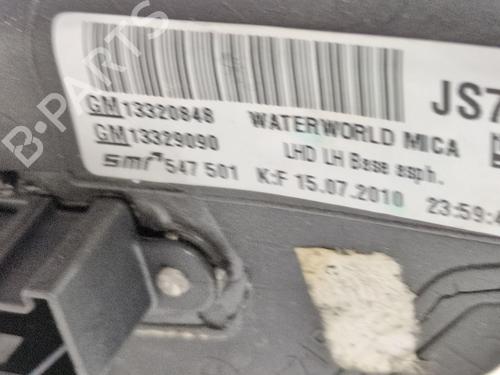 B-PARTS
JS7
GM13320848 WATERWORLD MICA
GM13329090 LHD LH Base asph.
smr 547 501 K:F 15.07.2010 23:59:4